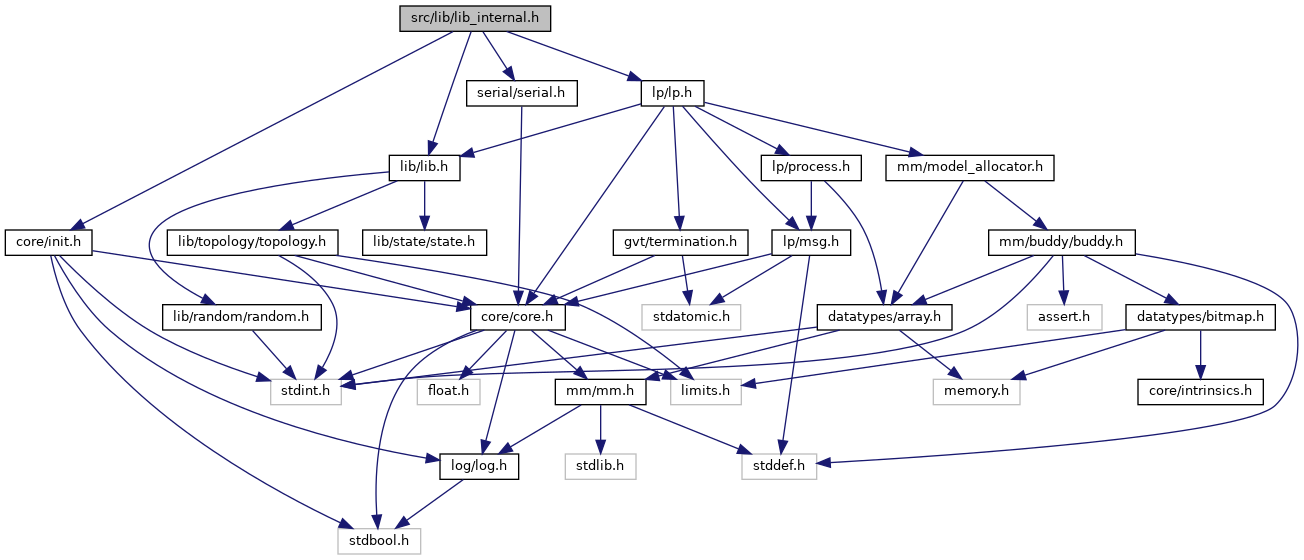 src/lib/lib_internal.h
serial/serial.h
lp/lp.h
lib/lib.h
lp/process.h
mm/model_allocator.h
core/init.h
lib/topology/topology.h
lib/state/state.h
gvt/termination.h
lp/msg.h
mm/buddy/buddy.h
lib/random/random.h
core/core.h
stdatomic.h
datatypes/array.h
assert.h
datatypes/bitmap.h
stdint.h
float.h
mm/mm.h
limits.h
memory.h
core/intrinsics.h
log/log.h
stdlib.h
stddef.h
stdbool.h